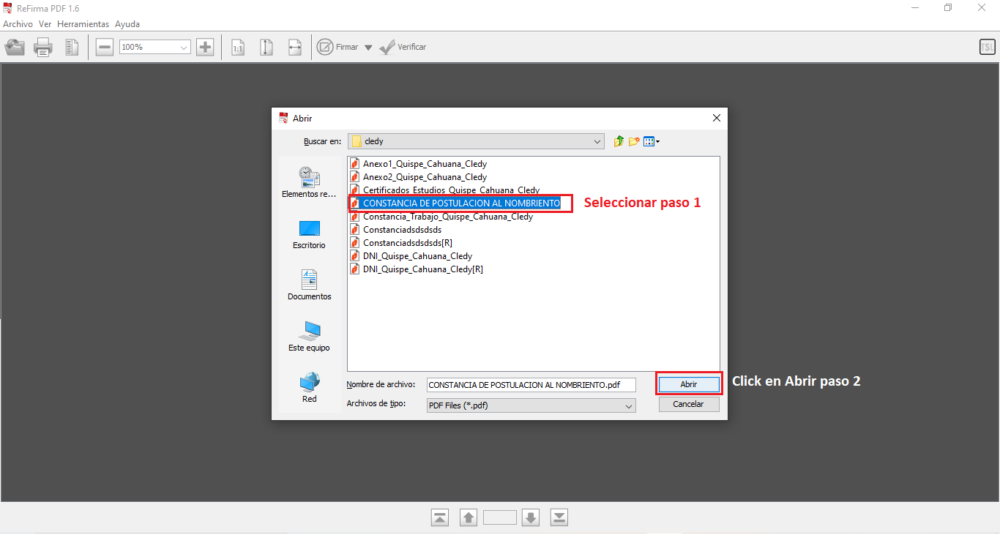 ReFirma PDF 1.6
Archivo Ver Herramientas Ayuda
100% 1:1 Firmar Verificar TSL
Abrir
Buscar en: cledy
Anexo1_Quispe_Cahuana_Cledy
Anexo2_Quispe_Cahuana_Cledy
Certificados_Estudios_Quispe_Cahuana_Cledy
CONSTANCIA DE POSTULACION AL NOMBRIENTO Seleccionar paso 1
Constancia_Trabajo_Quispe_Cahuana_Cledy
Constanciadsdsdsds
Constanciadsdsdsds[R]
DNI_Quispe_Cahuana_Cledy
DNI_Quispe_Cahuana_Cledy[R]
Elementos re...
Escritorio
Documentos
Este equipo
Red
Nombre de archivo: CONSTANCIA DE POSTULACION AL NOMBRIENTO.pdf Abrir Click en Abrir paso 2
Archivos de tipo: PDF Files (*.pdf) Cancelar